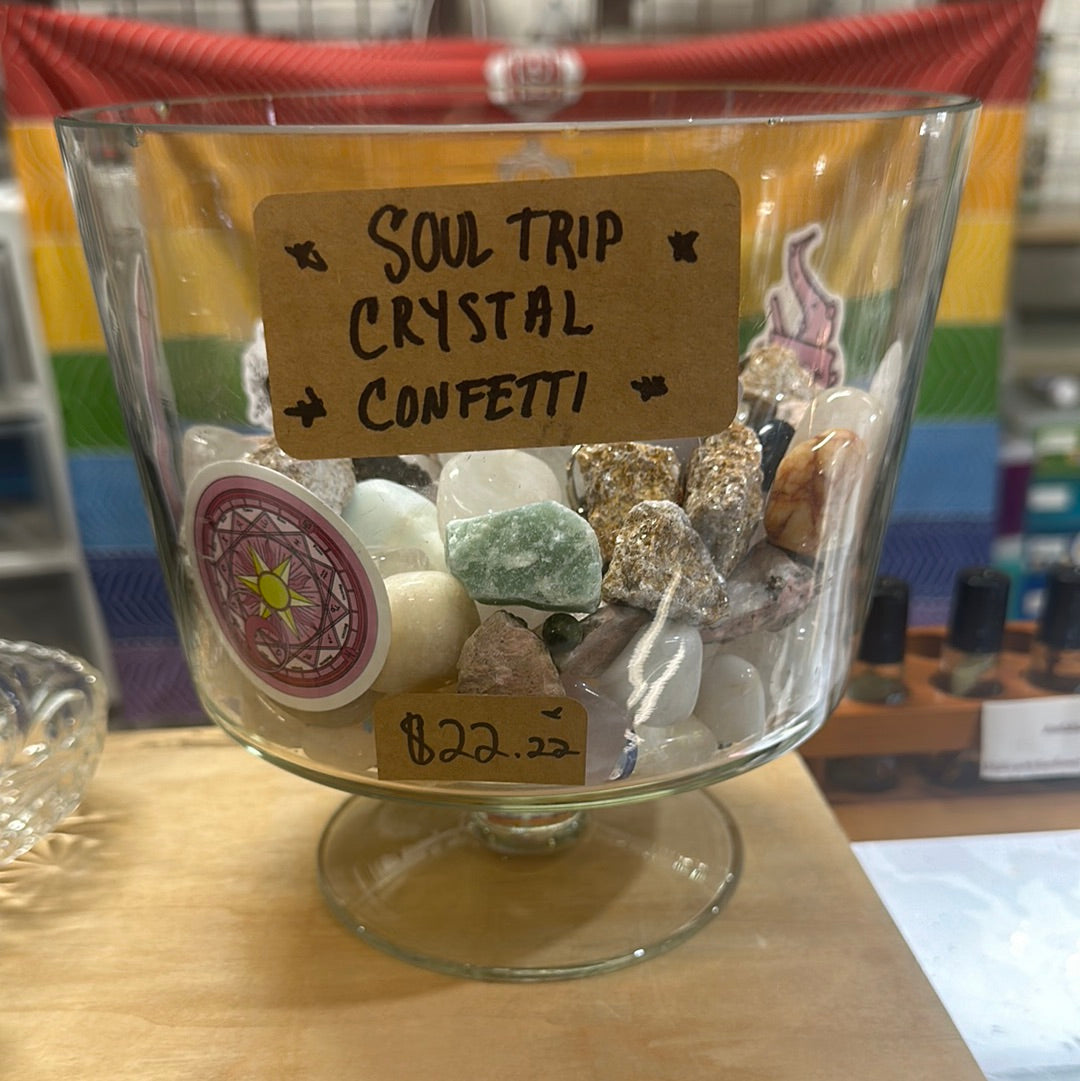 SOUL TRIP
CRYSTAL
CONFETTI
$22.22